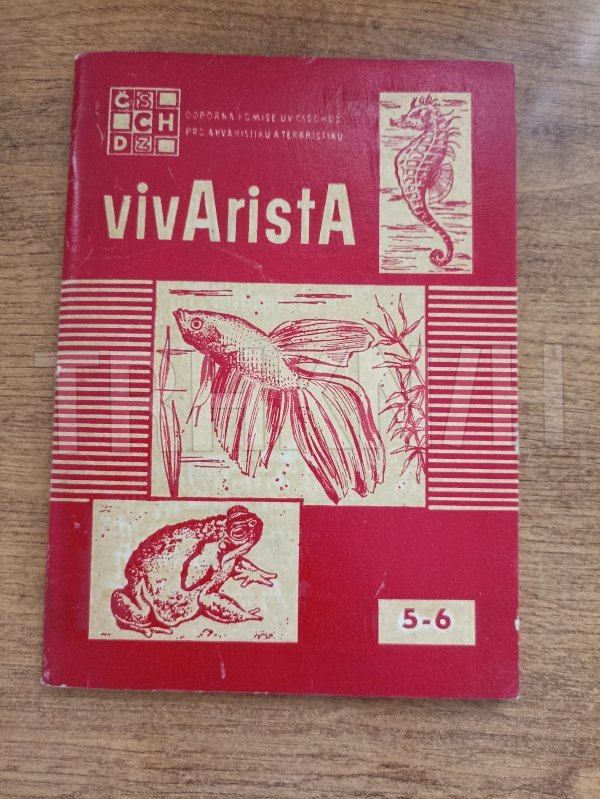 ČS
CH
DZ
ODBORNÁ KOMISE ÚV ČSCHDZ
PRO AKVARISTIKU A TERARISTIKU
vivAristA
5-6